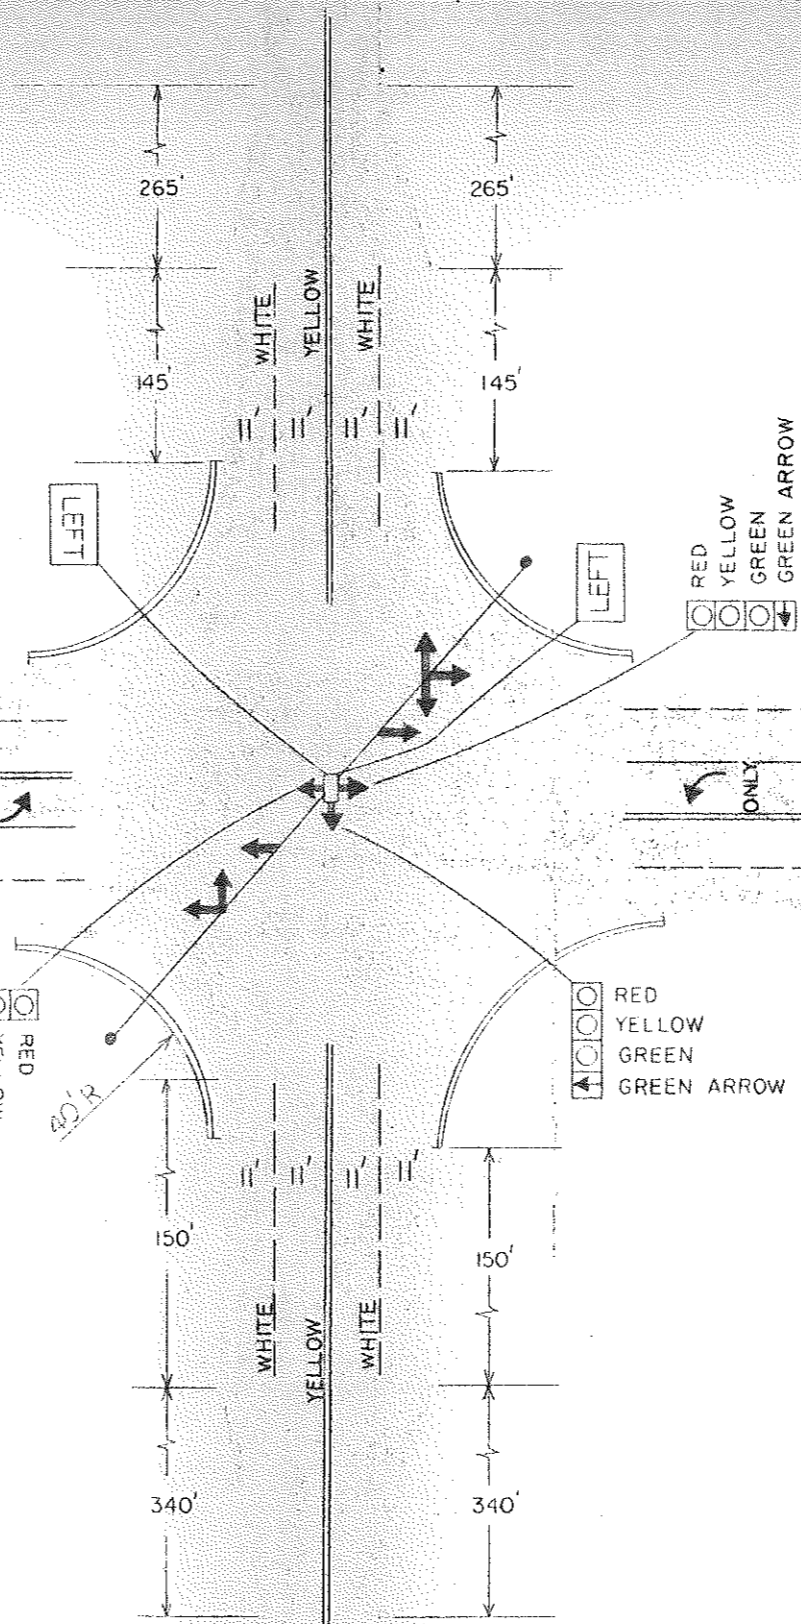 265'
265'
WHITE
YELLOW
WHITE
145'
145'
11'
11'
11'
11'
LEFT
LEFT
RED
YELLOW
GREEN
GREEN ARROW
ONLY
RED
RED
YELLOW
GREEN
GREEN ARROW
40'R
11'
11'
11'
11'
150'
150'
WHITE
YELLOW
WHITE
340'
340'